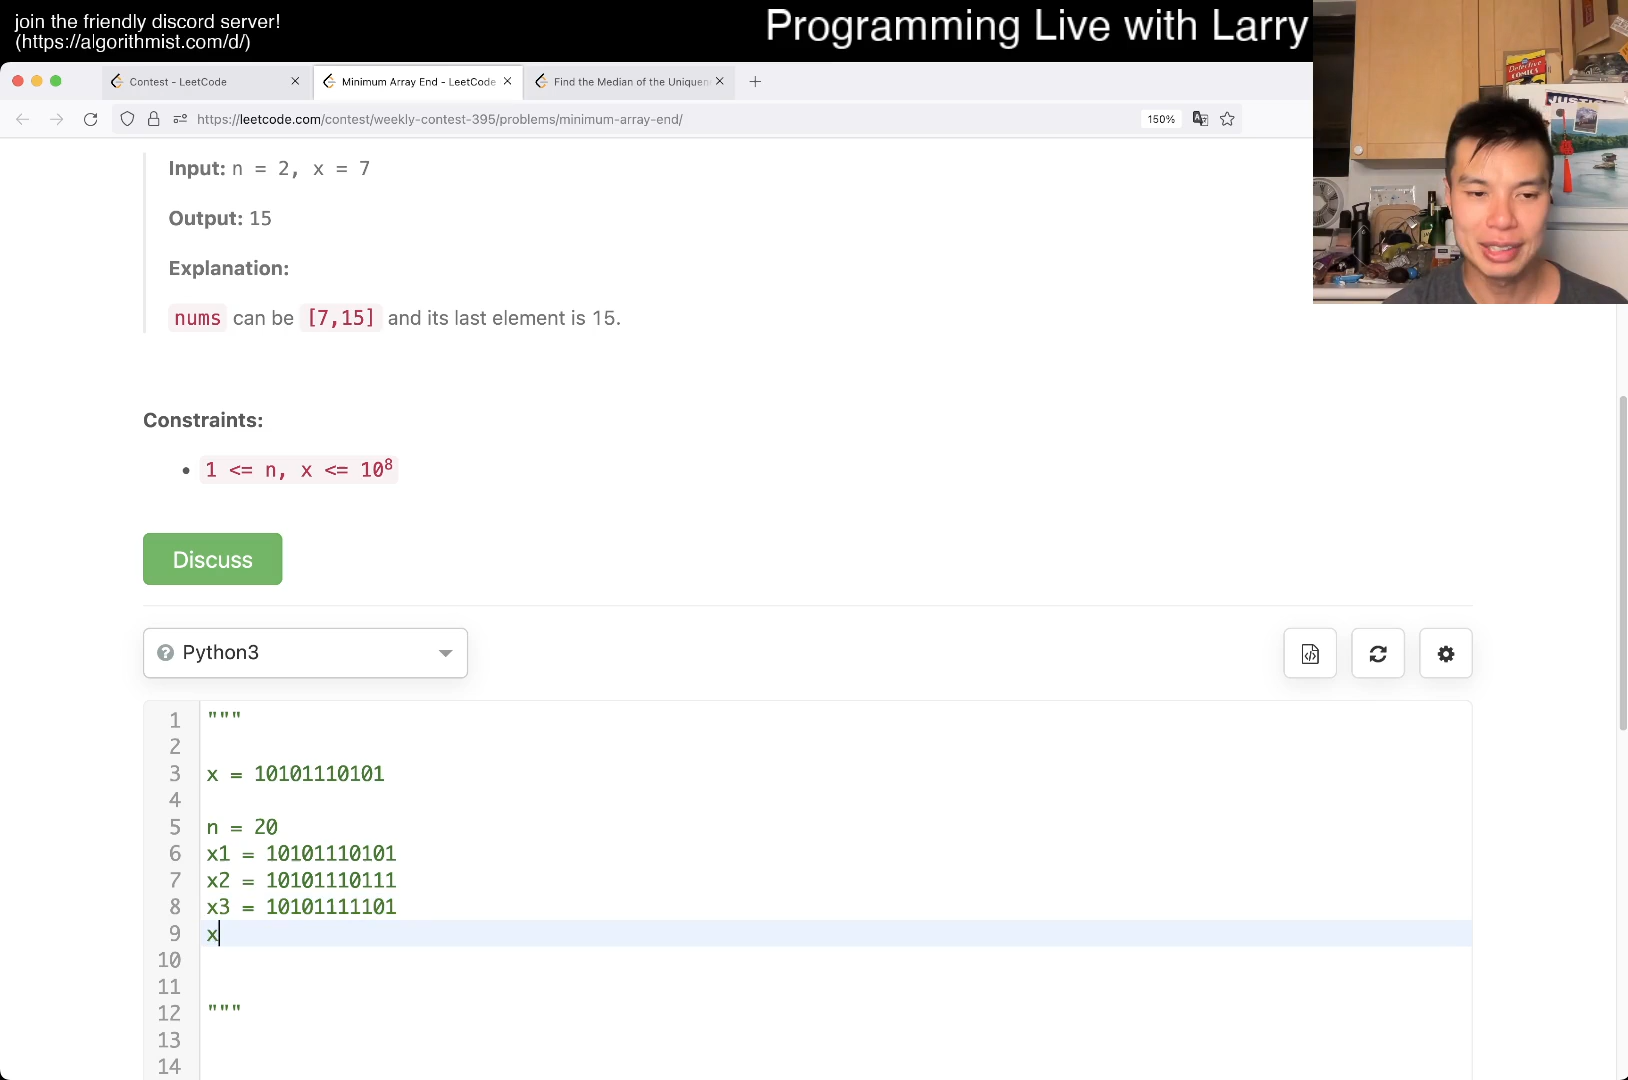 join the friendly discord server!
(https://algorithmist.com/d/)
Programming Live with Larry
Contest - LeetCode
Minimum Array End - LeetCode
Find the Median of the Uniquen
https://leetcode.com/contest/weekly-contest-395/problems/minimum-array-end/
150%
Input: n = 2, x = 7
Output: 15
Explanation:
nums can be [7,15] and its last element is 15.
Constraints:
• 1 <= n, x <= 10⁸
Discuss
Python3
1 """
2
3 x = 10101110101
4
5 n = 20
6 x1 = 10101110101
7 x2 = 10101110111
8 x3 = 10101111101
9 x
10
11
12 """
13
14